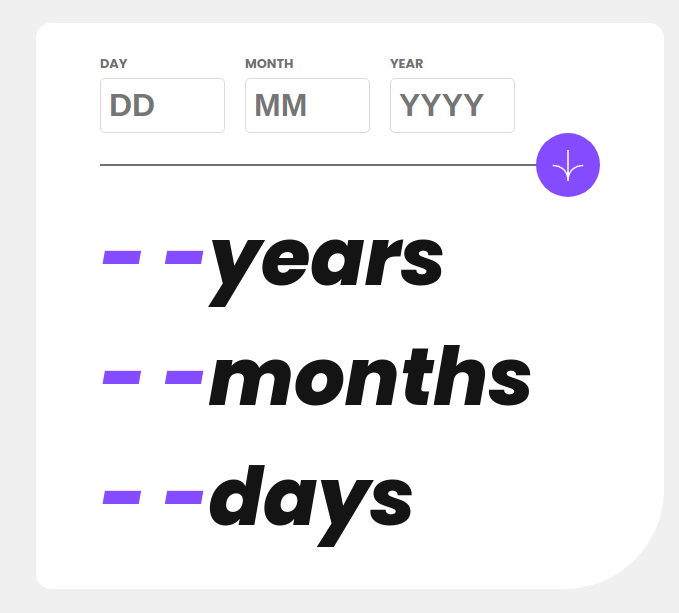 DAY MONTH YEAR
DD MM YYYY
- - years
- - months
- - days